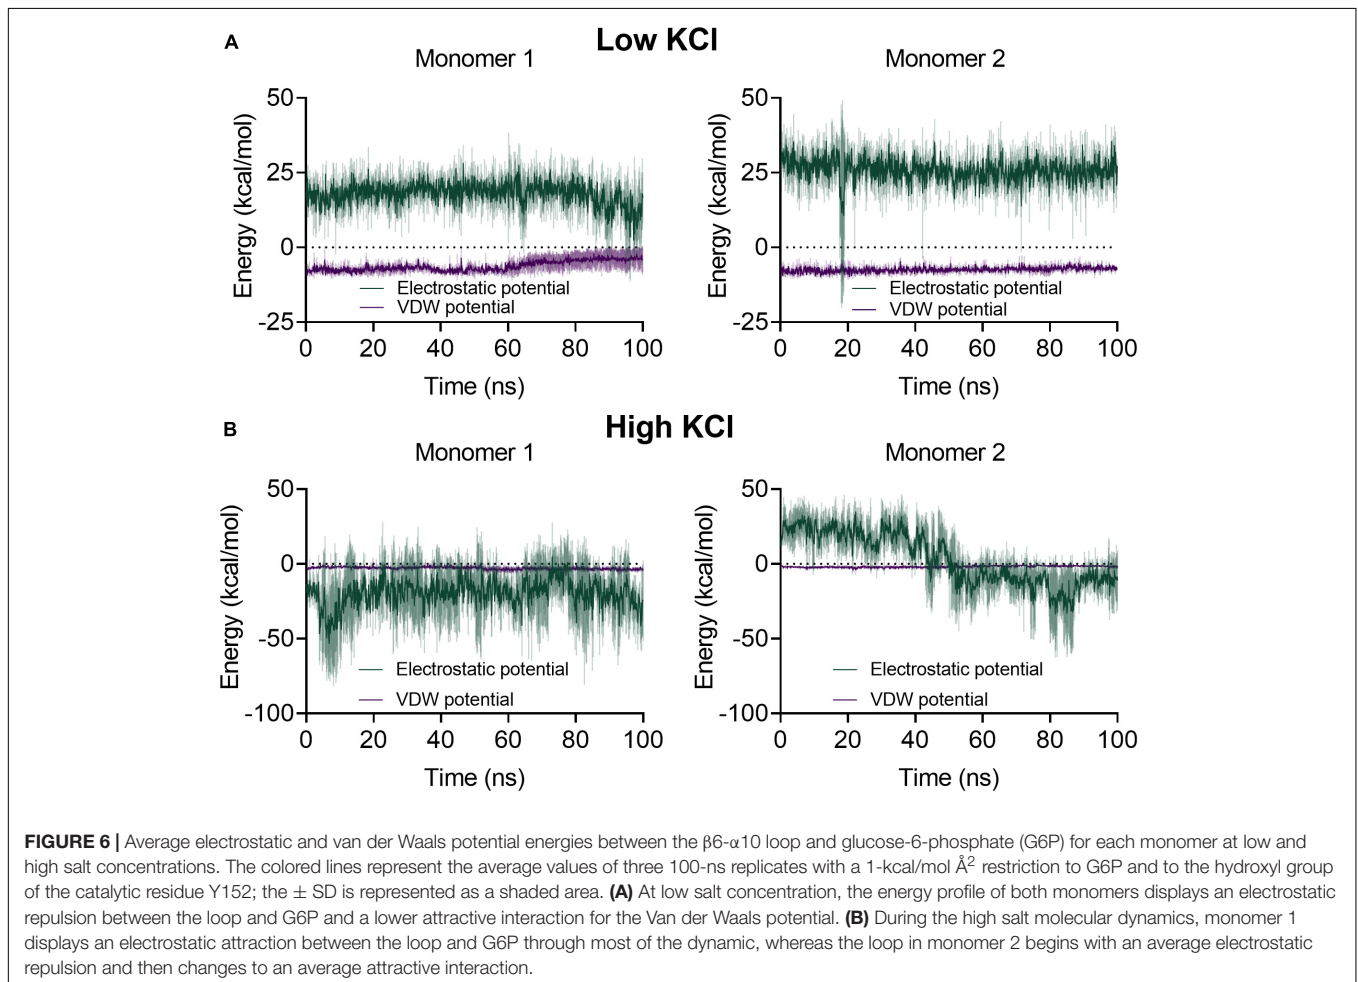 A
Low KCl
Monomer 1
Monomer 2
Energy (kcal/mol)
50
25
0
-25
Electrostatic potential
VDW potential
0 20 40 60 80 100
Time (ns)
Energy (kcal/mol)
50
25
0
-25
Electrostatic potential
VDW potential
0 20 40 60 80 100
Time (ns)
B
High KCl
Monomer 1
Monomer 2
Energy (kcal/mol)
50
0
-50
-100
Electrostatic potential
VDW potential
0 20 40 60 80 100
Time (ns)
Energy (kcal/mol)
50
0
-50
-100
Electrostatic potential
VDW potential
0 20 40 60 80 100
Time (ns)
FIGURE 6 | Average electrostatic and van der Waals potential energies between the β6-α10 loop and glucose-6-phosphate (G6P) for each monomer at low and
high salt concentrations. The colored lines represent the average values of three 100-ns replicates with a 1-kcal/mol Å² restriction to G6P and to the hydroxyl group
of the catalytic residue Y152; the ± SD is represented as a shaded area. (A) At low salt concentration, the energy profile of both monomers displays an electrostatic
repulsion between the loop and G6P and a lower attractive interaction for the Van der Waals potential. (B) During the high salt molecular dynamics, monomer 1
displays an electrostatic attraction between the loop and G6P through most of the dynamic, whereas the loop in monomer 2 begins with an average electrostatic
repulsion and then changes to an average attractive interaction.